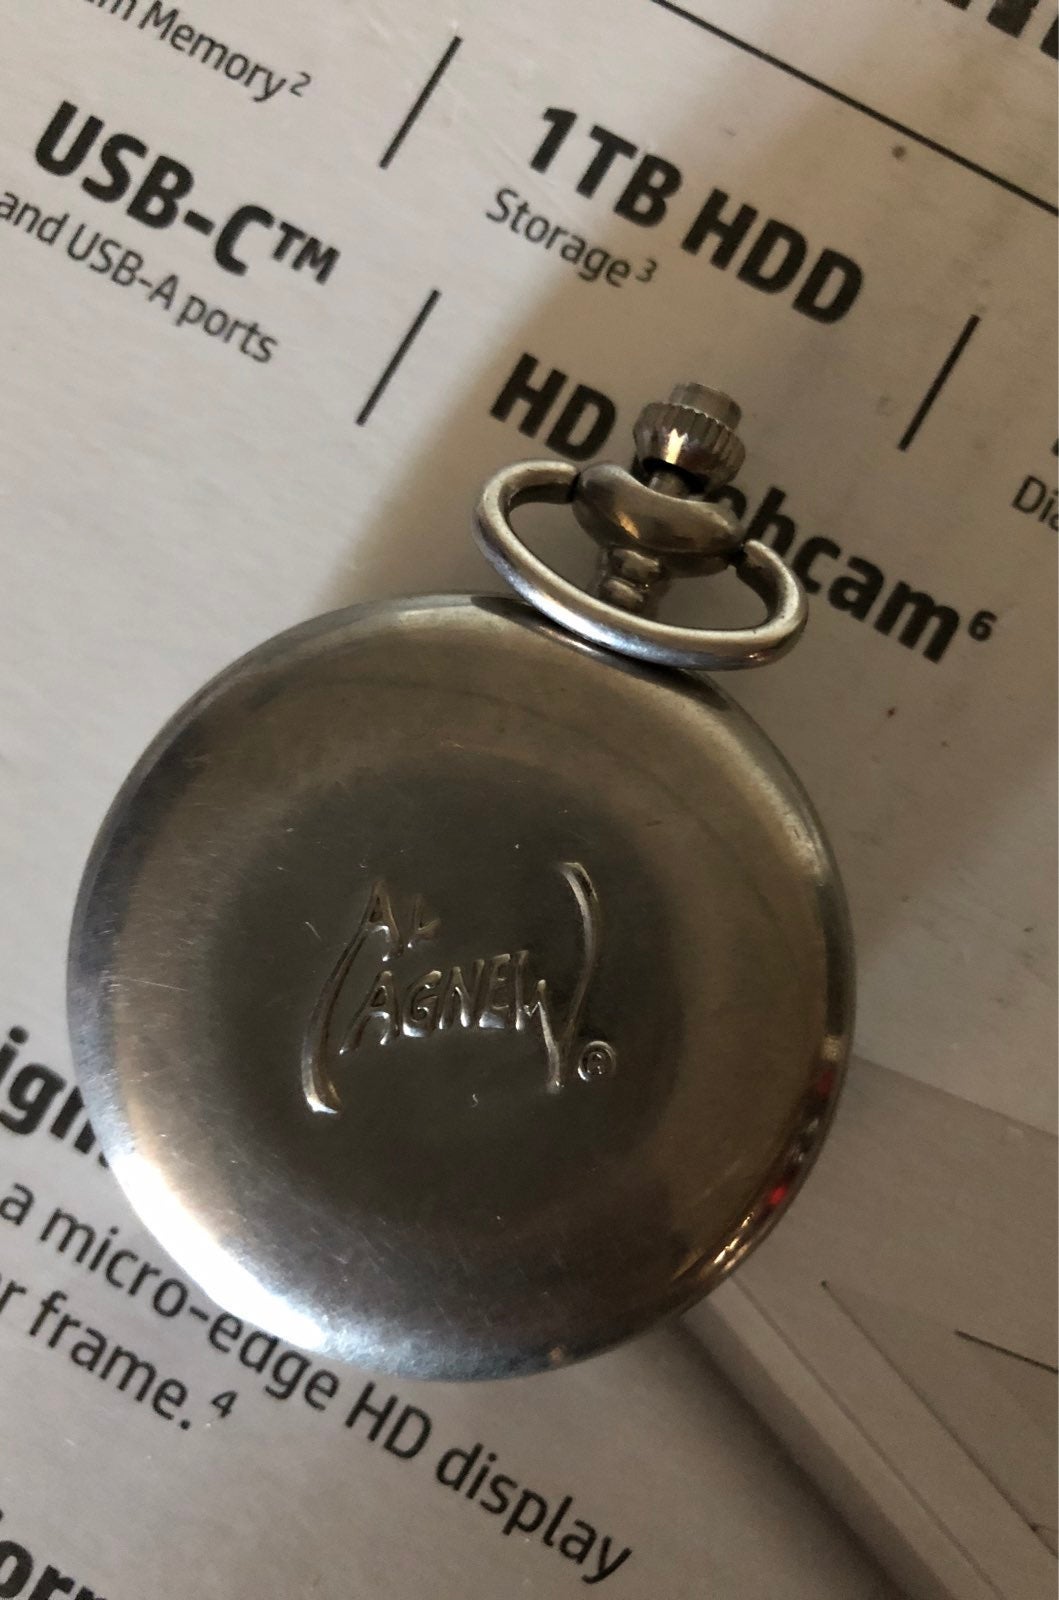 Memory²
USB-C™
and USB-A ports
1TB HDD
Storage³
HD
cam⁶
AL
AGNEW
®
a micro-edge HD display
frame.⁴